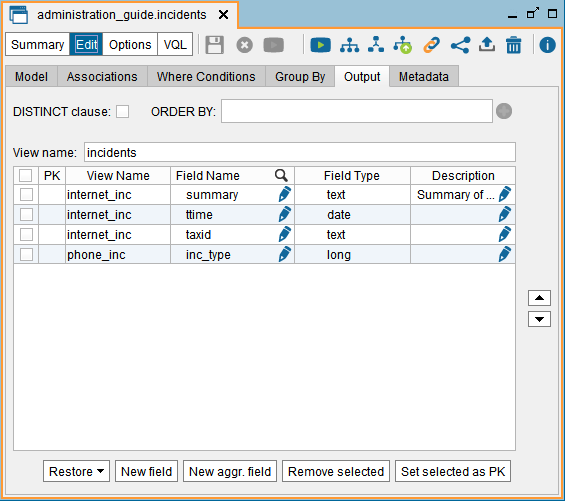 administration_guide.incidents
Summary Edit Options VQL
Model Associations Where Conditions Group By Output Metadata
DISTINCT clause: ORDER BY:
View name: incidents
PK View Name Field Name Field Type Description
internet_inc summary text Summary of ...
internet_inc ttime date
internet_inc taxid text
phone_inc inc_type long
Restore New field New aggr. field Remove selected Set selected as PK